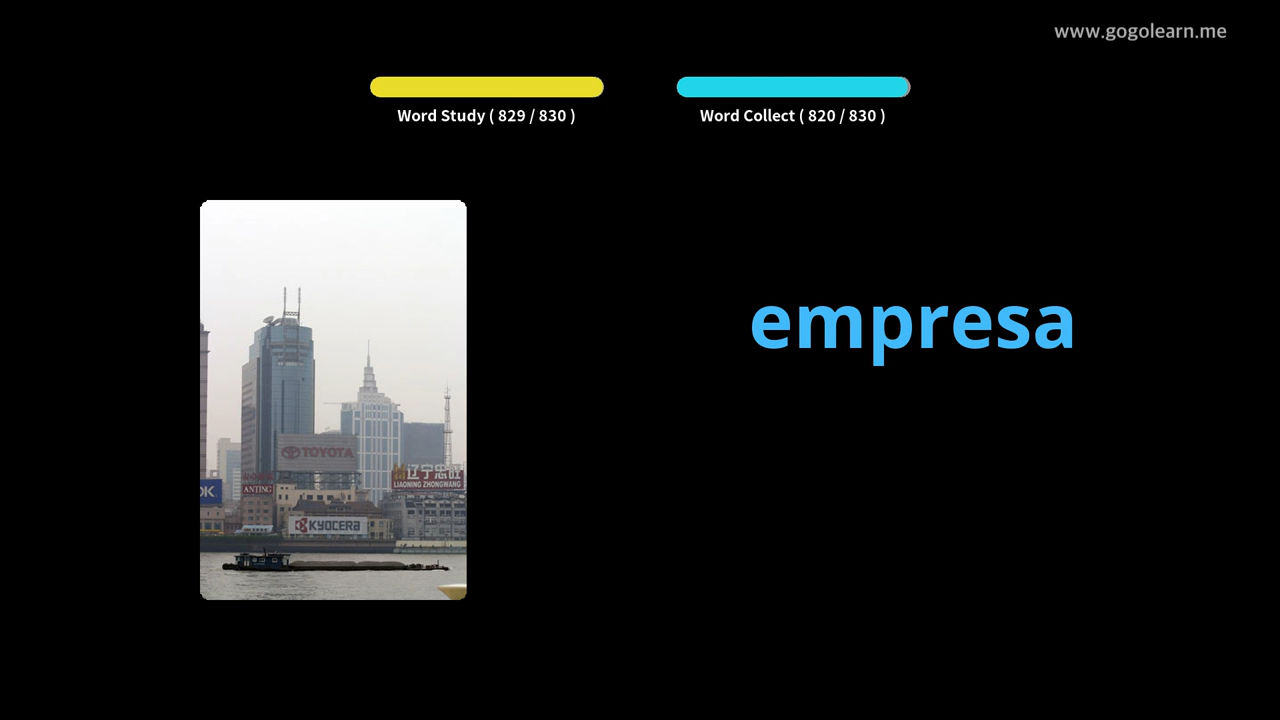 www.gogolearn.me
Word Study ( 829 / 830 )
Word Collect ( 820 / 830 )
empresa
TOYOTA
辽宁忠旺
LIAONING ZHONGWANG
ANTING
OK
KYOCERA